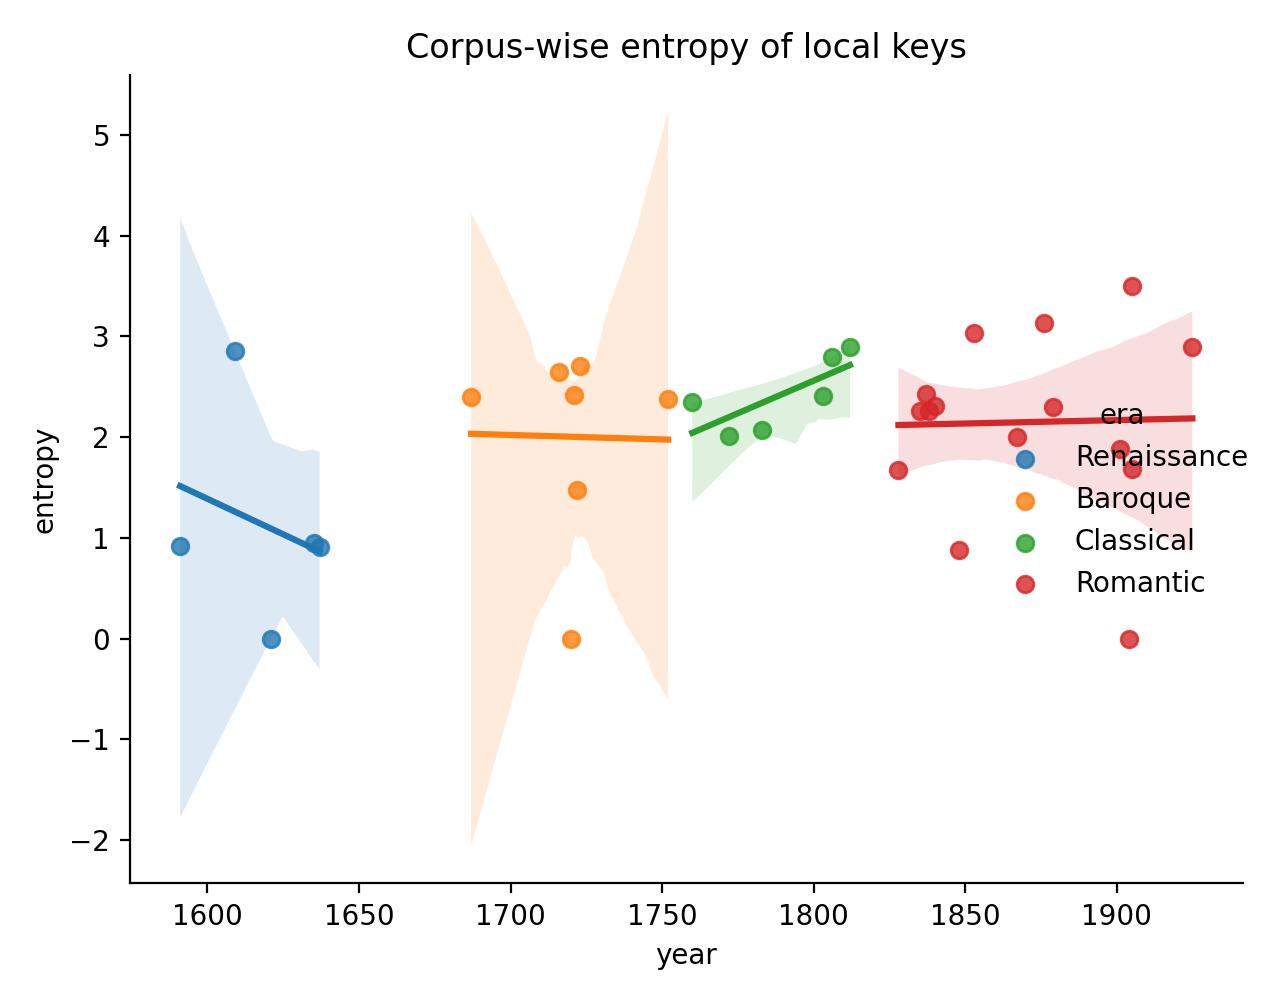 Corpus-wise entropy of local keys
5
4
3
2
1
0
−1
−2
entropy
era
Renaissance
Baroque
Classical
Romantic
1600 1650 1700 1750 1800 1850 1900
year